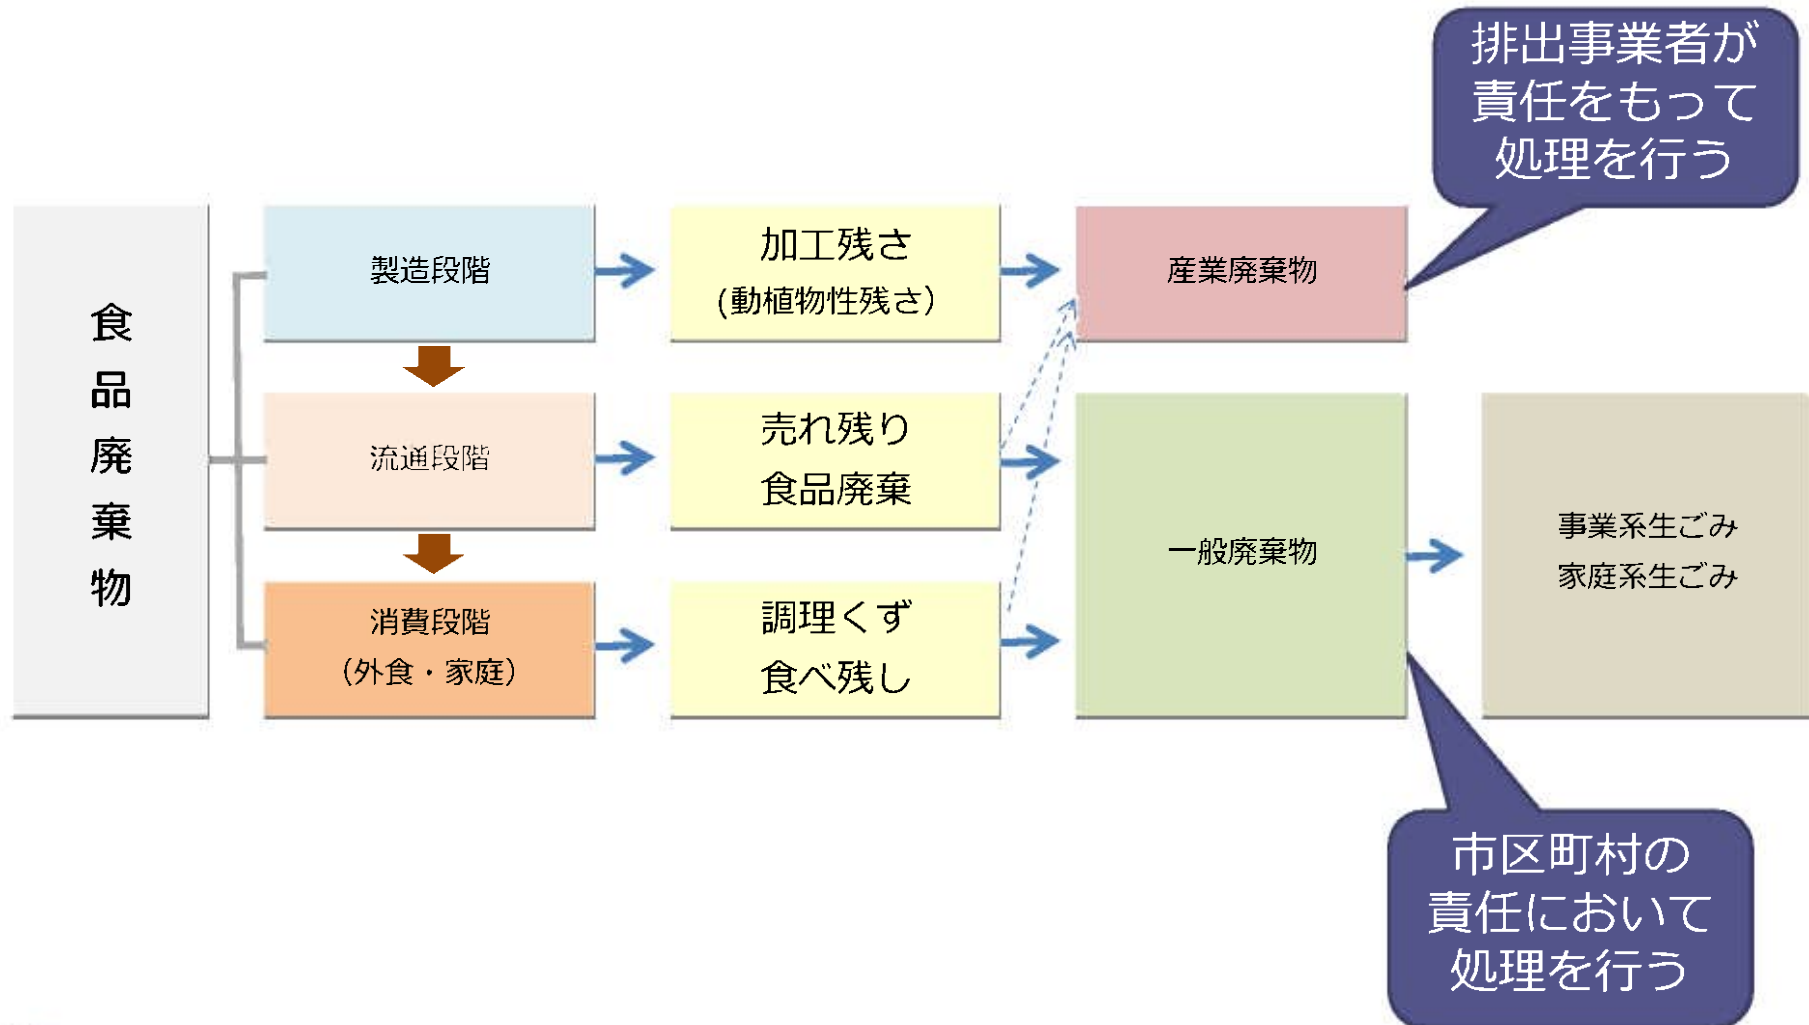 食品廃棄物
製造段階
加工残さ
(動植物性残さ）
産業廃棄物
排出事業者が
責任をもって
処理を行う
流通段階
売れ残り
食品廃棄
一般廃棄物
事業系生ごみ
家庭系生ごみ
消費段階
（外食・家庭）
調理くず
食べ残し
市区町村の
責任において
処理を行う